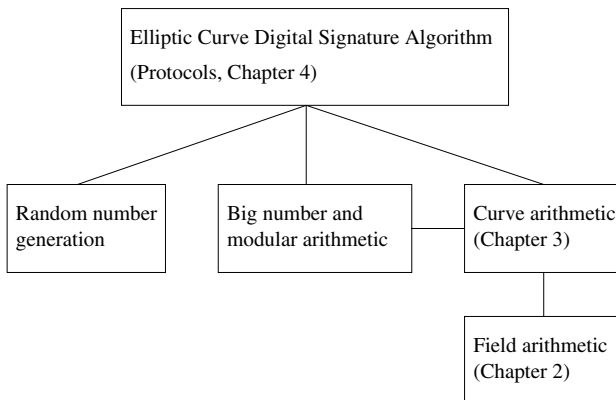 Elliptic Curve Digital Signature Algorithm
(Protocols, Chapter 4)
Random number
generation
Big number and
modular arithmetic
Curve arithmetic
(Chapter 3)
Field arithmetic
(Chapter 2)